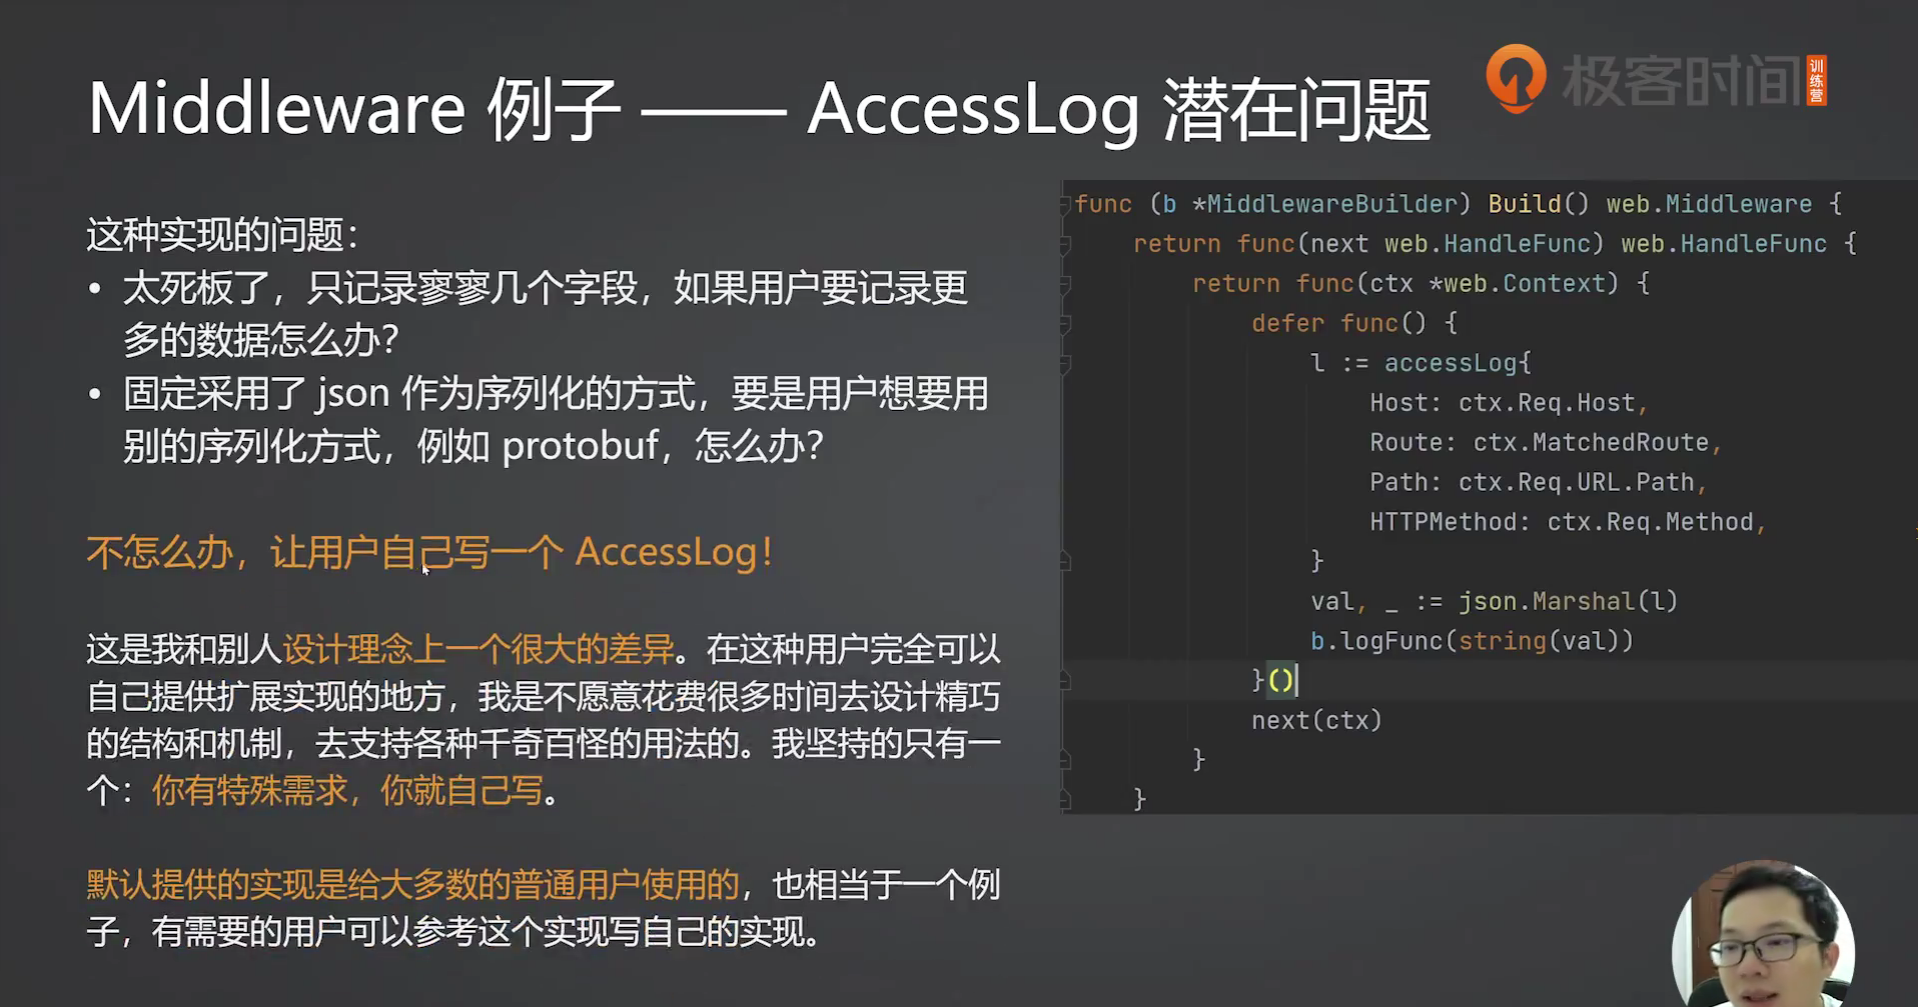 Middleware 例子 —— AccessLog 潜在问题
极客时间 训练营
这种实现的问题：
• 太死板了，只记录寥寥几个字段，如果用户要记录更
多的数据怎么办？
• 固定采用了 json 作为序列化的方式，要是用户想要用
别的序列化方式，例如 protobuf，怎么办？
不怎么办，让用户自己写一个 AccessLog！
这是我和别人设计理念上一个很大的差异。在这种用户完全可以
自己提供扩展实现的地方，我是不愿意花费很多时间去设计精巧
的结构和机制，去支持各种千奇百怪的用法的。我坚持的只有一
个：你有特殊需求，你就自己写。
默认提供的实现是给大多数的普通用户使用的，也相当于一个例
子，有需要的用户可以参考这个实现写自己的实现。
func (b *MiddlewareBuilder) Build() web.Middleware {
return func(next web.HandleFunc) web.HandleFunc {
return func(ctx *web.Context) {
defer func() {
l := accessLog{
Host: ctx.Req.Host,
Route: ctx.MatchedRoute,
Path: ctx.Req.URL.Path,
HTTPMethod: ctx.Req.Method,
}
val, _ := json.Marshal(l)
b.logFunc(string(val))
}()
next(ctx)
}
}